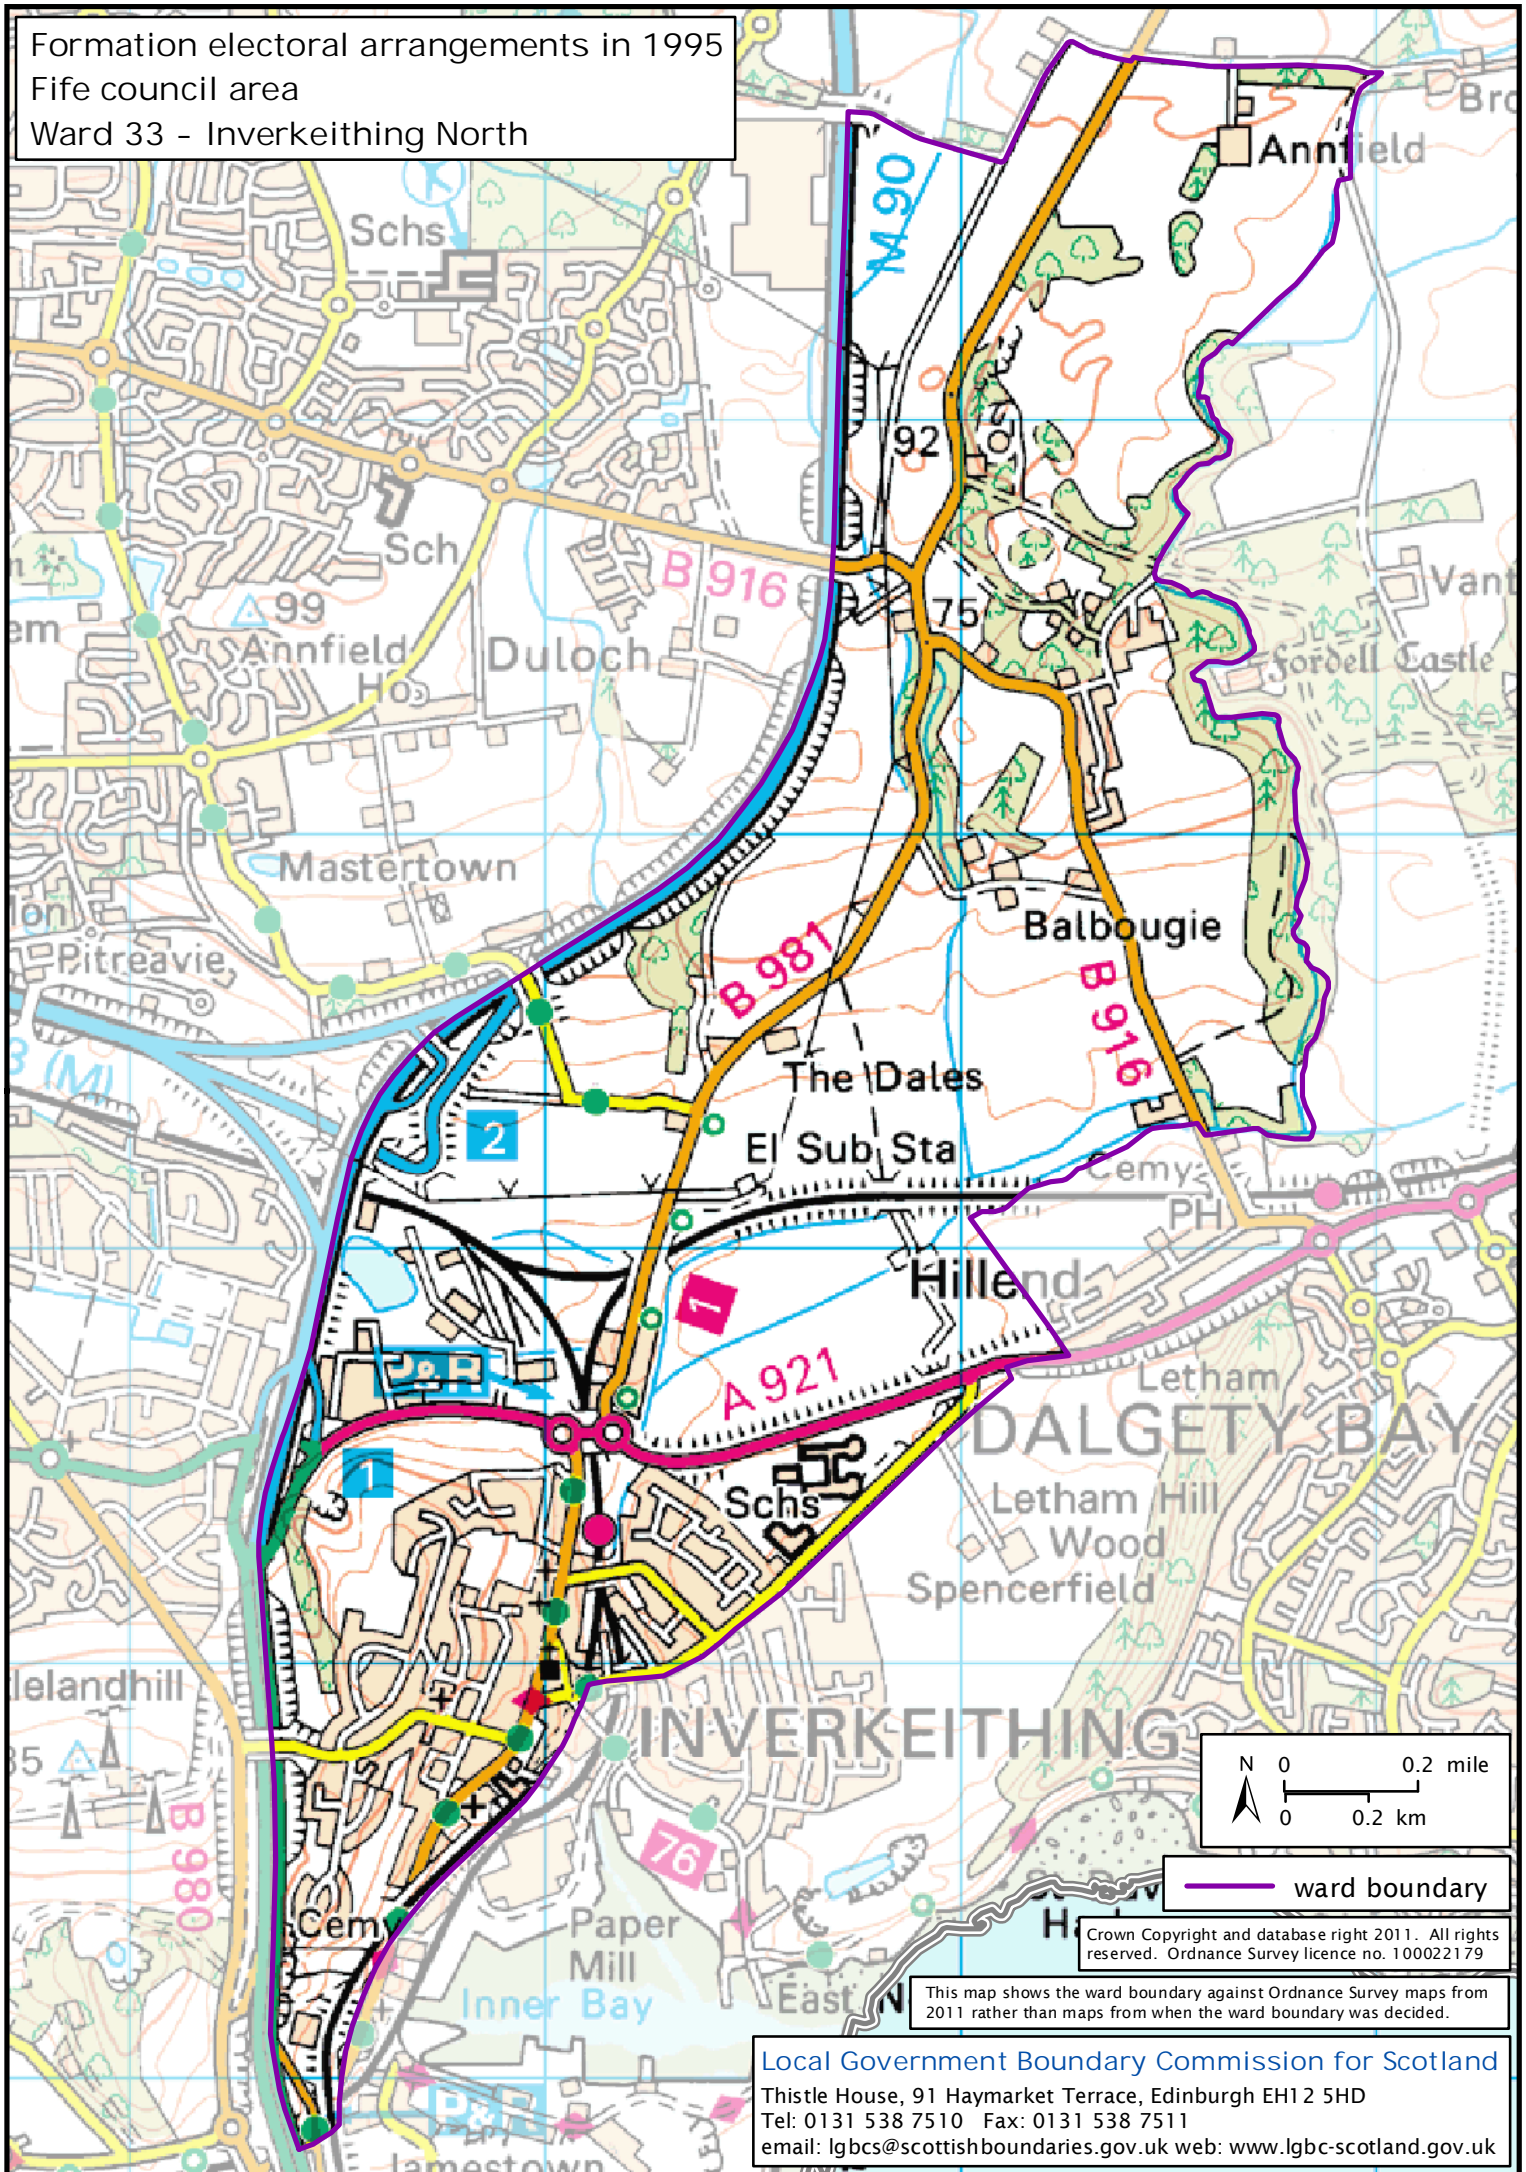 Formation electoral arrangements in 1995
Fife council area
Ward 33 - Inverkeithing North
Bro
Annfield
M 90
Schs
92
Sch
B 916
99
75
Vant
em
Annfield
Ho
Duloch
Fordell Castle
Mastertown
Balbougie
Pitreavie
B 981
B 916
The Dales
(M)
2
El Sub Sta
Cemy
PH
Hillend
1
P&R
A 921
Letham
DALGETY BAY
1
Schs
Letham Hill
Wood
Spencerfield
lelandhill
INVERKEITHING
N 0 0.2 mile
0 0.2 km
B 980
76
ward boundary
Cemy
Paper
Mill
Crown Copyright and database right 2011. All rights
reserved. Ordnance Survey licence no. 100022179
Inner Bay
East
This map shows the ward boundary against Ordnance Survey maps from
2011 rather than maps from when the ward boundary was decided.
Local Government Boundary Commission for Scotland
Thistle House, 91 Haymarket Terrace, Edinburgh EH12 5HD
Tel: 0131 538 7510 Fax: 0131 538 7511
email: lgbcs@scottishboundaries.gov.uk web: www.lgbc-scotland.gov.uk
P&R
Jamestown